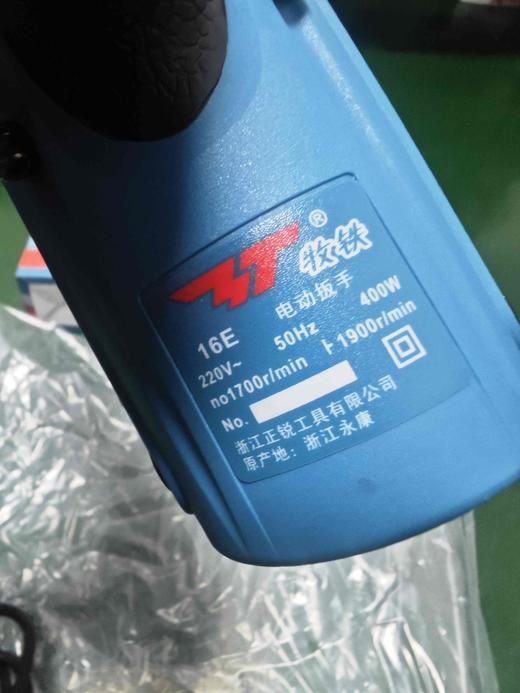 ® 牧铁
16E 电动扳手
220V~ 50Hz 400W
no1700r/min ⊦1900r/min
No.
浙江正锐工具有限公司
原产地：浙江永康